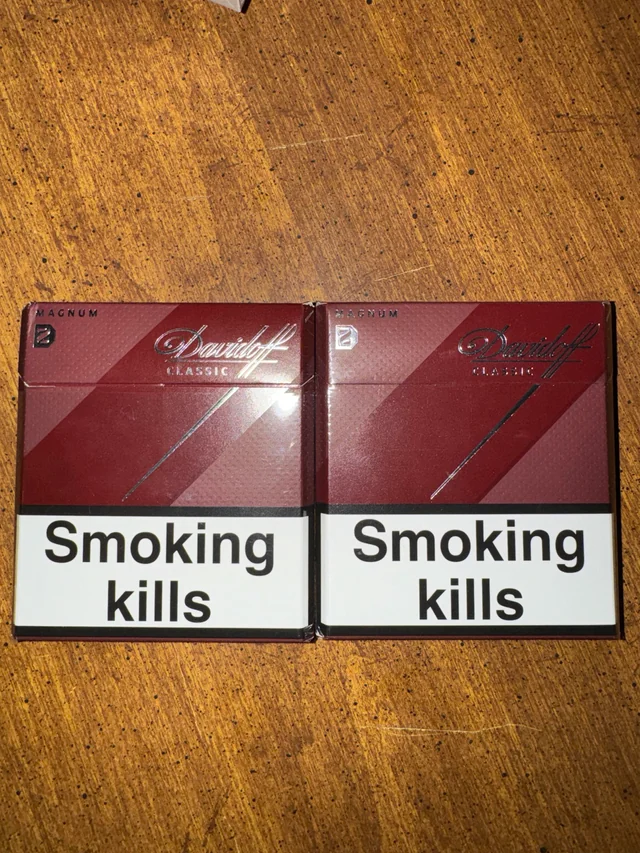 MAGNUM
D
Davidoff
CLASSIC
Smoking
kills
MAGNUM
D
Davidoff
CLASSIC
Smoking
kills